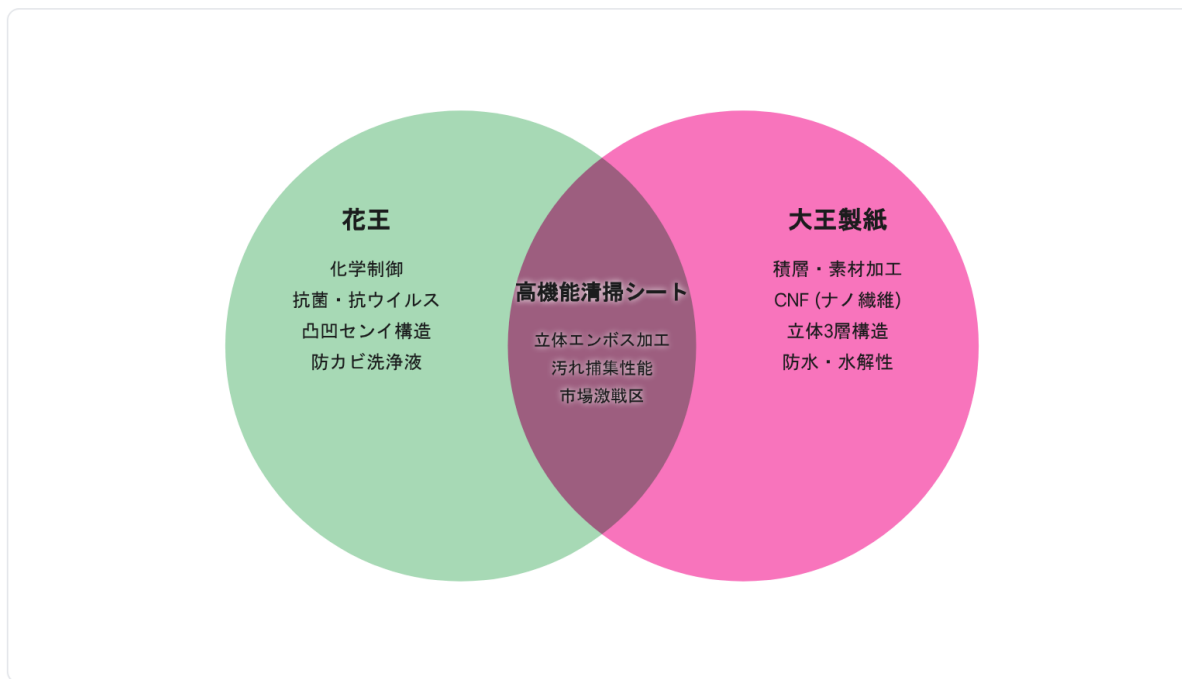 花王
化学制御
抗菌・抗ウイルス
凸凹センイ構造
防カビ洗浄液
高機能清掃シート
立体エンボス加工
汚れ捕集性能
市場激戦区
大王製紙
積層・素材加工
CNF (ナノ繊維)
立体3層構造
防水・水解性